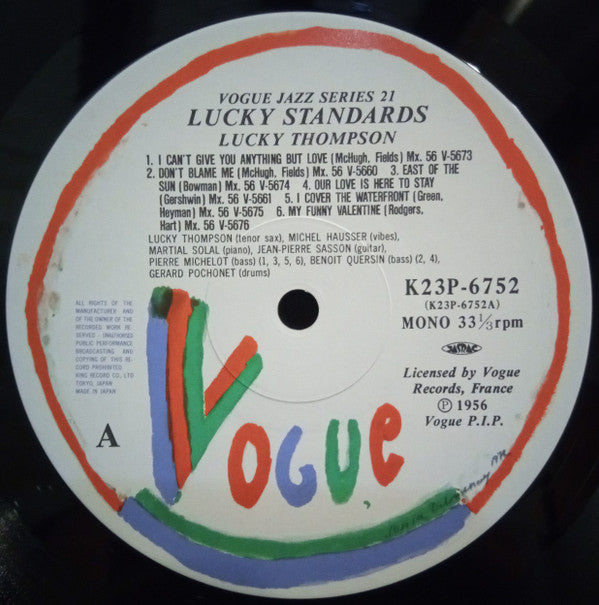 VOGUE JAZZ SERIES 21
LUCKY STANDARDS
LUCKY THOMPSON
1. I CAN'T GIVE YOU ANYTHING BUT LOVE (McHugh, Fields) Mx. 56 V-5673
2. DON'T BLAME ME (McHugh, Fields) Mx. 56 V-5660 3. EAST OF THE
SUN (Bowman) Mx. 56 V-5674 4. OUR LOVE IS HERE TO STAY
(Gershwin) Mx. 56 V-5661 5. I COVER THE WATERFRONT (Green,
Heyman) Mx. 56 V-5675 6. MY FUNNY VALENTINE (Rodgers,
Hart) Mx. 56 V-5676
LUCKY THOMPSON (tenor sax), MICHEL HAUSSER (vibes),
MARTIAL SOLAL (piano), JEAN-PIERRE SASSON (guitar),
PIERRE MICHELOT (bass) (1, 3, 5, 6), BENOIT QUERSIN (bass) (2, 4),
GERARD POCHONET (drums)
K23P-6752
(K23P-6752A)
MONO 33 1/3 rpm
JASRAC
Licensed by Vogue
Records, France
Ⓟ 1956
Vogue P.I.P.
ALL RIGHTS OF THE
MANUFACTURER AND
OF THE OWNER OF THE
RECORDED WORK RE-
SERVED - UNAUTHORISED
PUBLIC PERFORMANCE
BROADCASTING AND
COPYING OF THIS RE-
CORD PROHIBITED
KING RECORD CO., LTD
TOKYO, JAPAN
MADE IN JAPAN
A
VOGUE